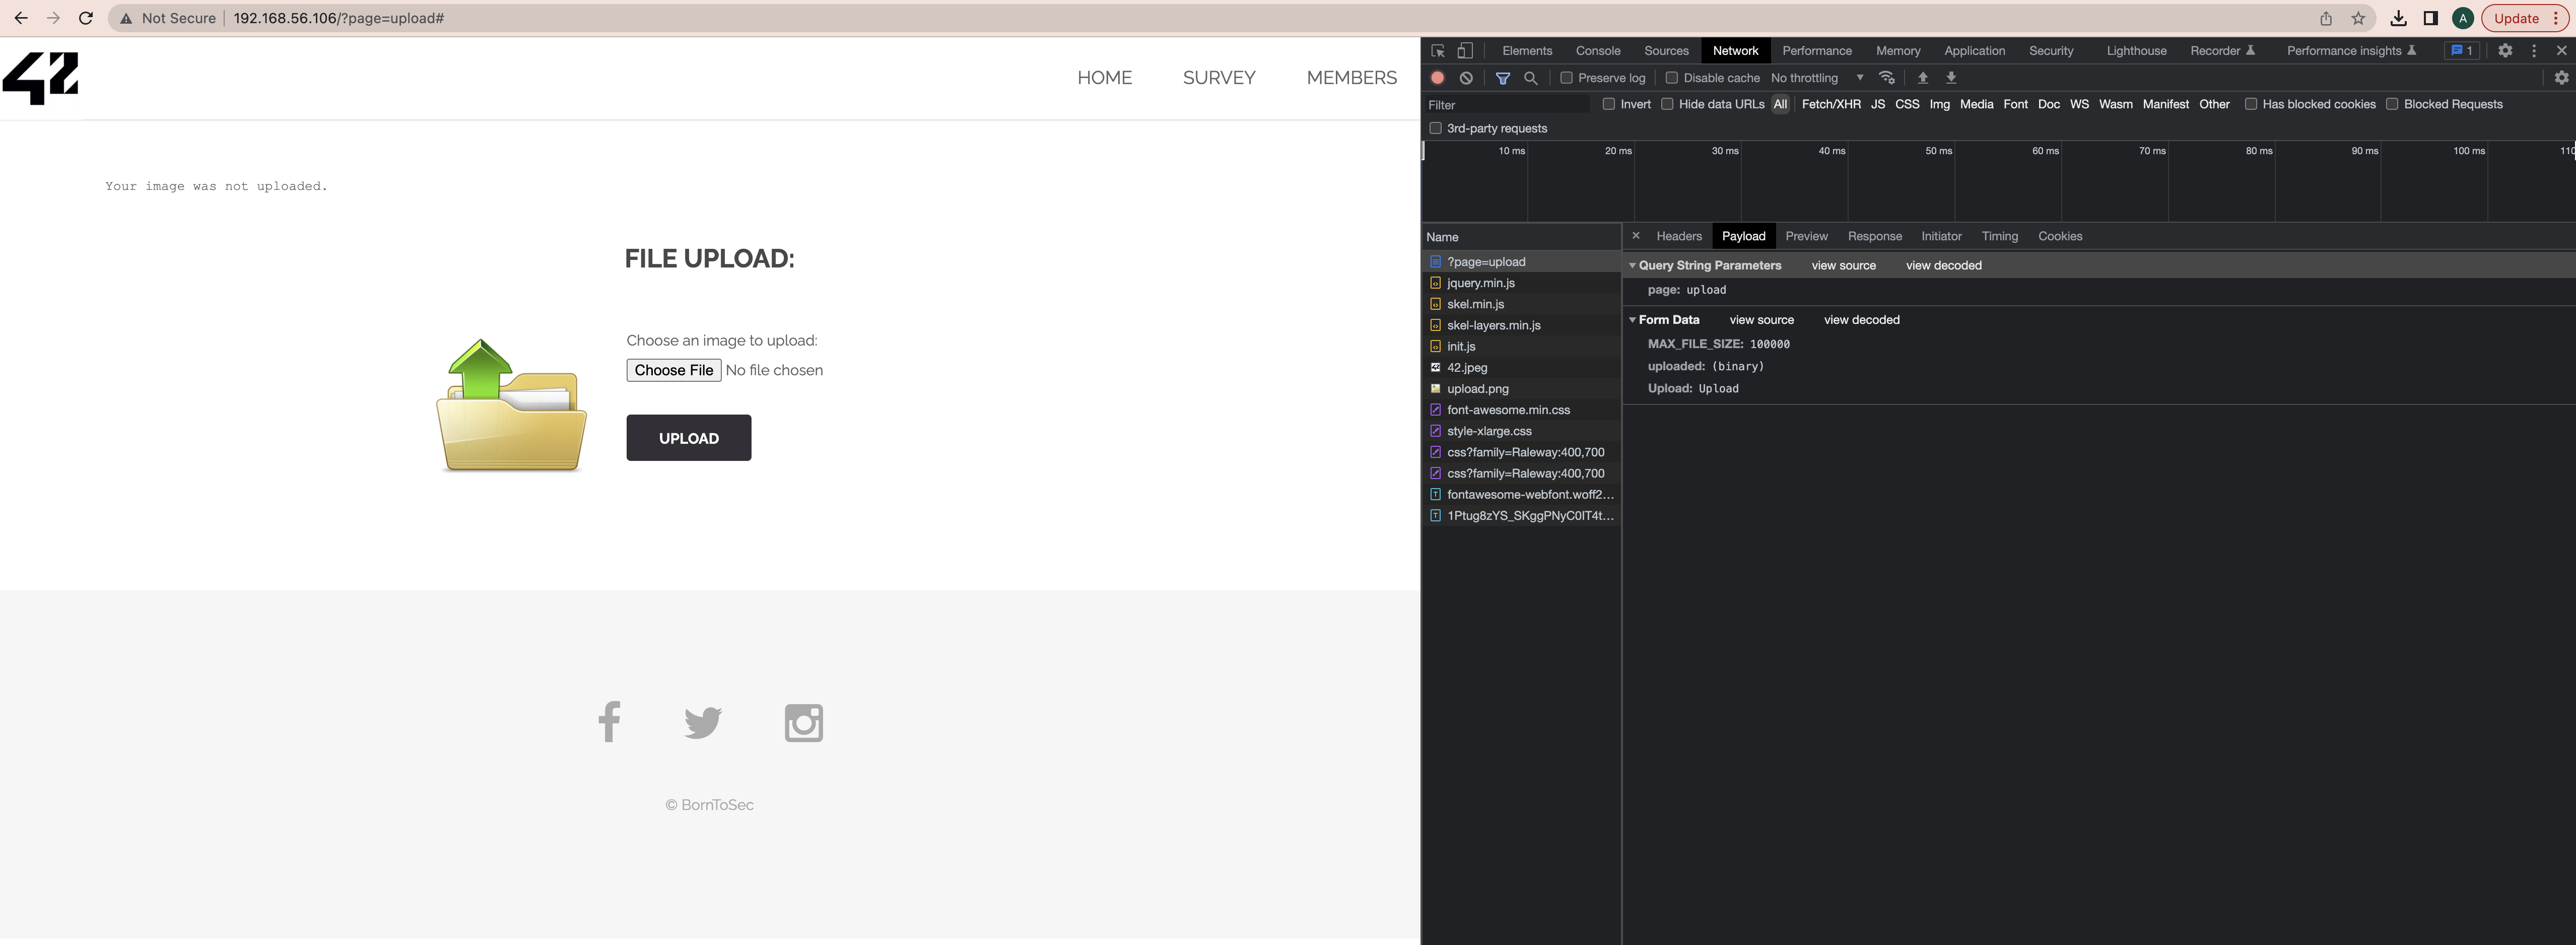 Not Secure 192.168.56.106/?page=upload#
A Update
42
HOME SURVEY MEMBERS
Your image was not uploaded.
FILE UPLOAD:
Choose an image to upload:
Choose File No file chosen
UPLOAD
© BornToSec
Elements Console Sources Network Performance Memory Application Security Lighthouse Recorder Performance insights 1
Preserve log Disable cache No throttling
Filter Invert Hide data URLs All Fetch/XHR JS CSS Img Media Font Doc WS Wasm Manifest Other Has blocked cookies Blocked Requests
3rd-party requests
10 ms 20 ms 30 ms 40 ms 50 ms 60 ms 70 ms 80 ms 90 ms 100 ms 110
Name
?page=upload
jquery.min.js
skel.min.js
skel-layers.min.js
init.js
42.jpeg
upload.png
font-awesome.min.css
style-xlarge.css
css?family=Raleway:400,700
css?family=Raleway:400,700
fontawesome-webfont.woff2...
1Ptug8zYS_SKggPNyC0IT4t...
Headers Payload Preview Response Initiator Timing Cookies
Query String Parameters view source view decoded
page: upload
Form Data view source view decoded
MAX_FILE_SIZE: 100000
uploaded: (binary)
Upload: Upload